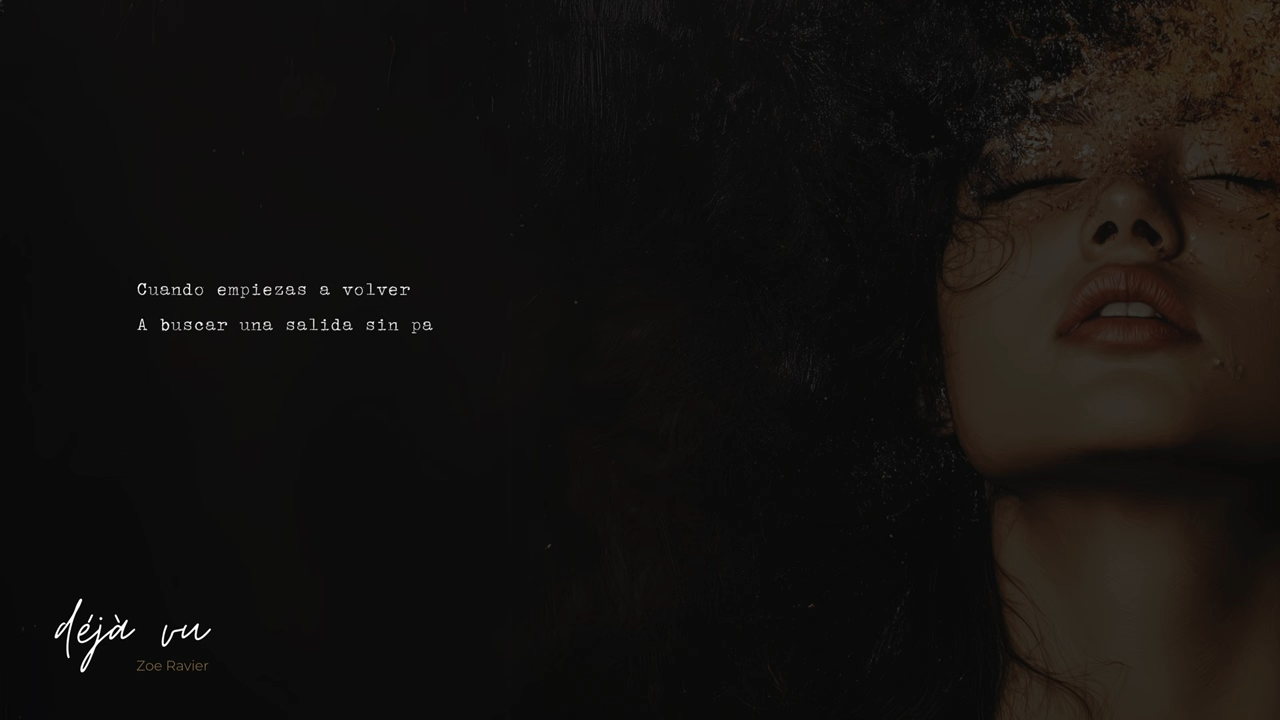 Cuando empiezas a volver
A buscar una salida sin pa
déjà vu
Zoe Ravier